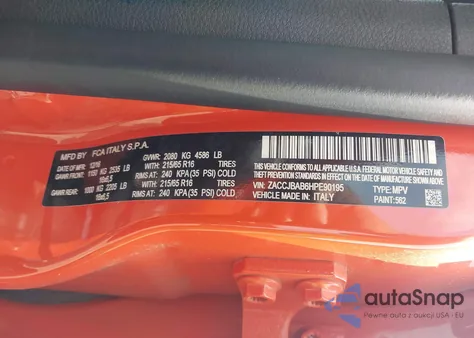 MFD BY: FCA ITALY S.P.A.
DATE OF MFR: 12/16 GVWR: 2080 KG 4586 LB
GAWR FRONT: 1150 KG 2535 LB WITH: 215/65 R16 TIRES
16x6.5 RIMS AT: 240 KPA(35 PSI) COLD
GAWR REAR: 1000 KG 2205 LB WITH: 215/65 R16 TIRES
16x6.5 RIMS AT: 240 KPA(35 PSI) COLD
THIS VEHICLE CONFORMS TO ALL APPLICABLE
FEDERAL MOTOR VEHICLE SAFETY, BUMPER AND
THEFT PREVENTION STANDARDS IN EFFECT ON
THE DATE OF MANUFACTURE SHOWN ABOVE.
VIN: ZACCJBAB6HPE90195 TYPE: MPV
VEHICLE MADE IN: ITALY PAINT: 562
autoSnap
Pewne auta z aukcji USA - EU